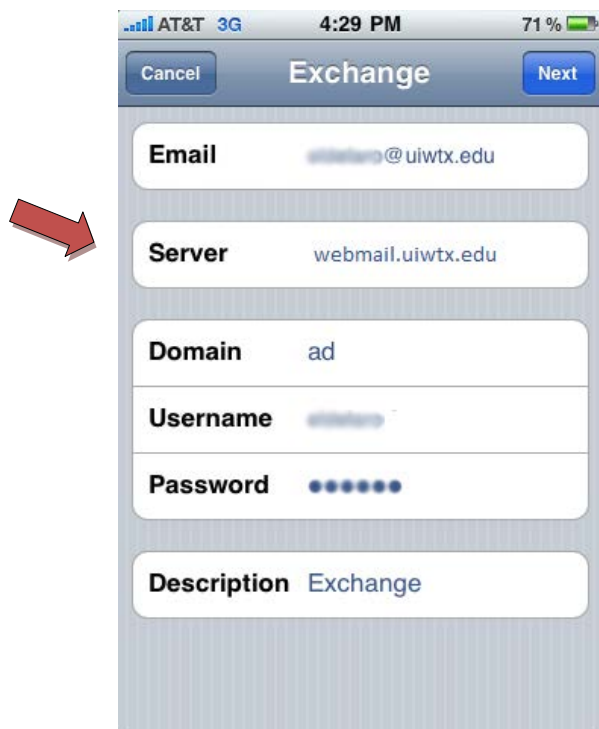 AT&T 3G 4:29 PM 71 %
Cancel Exchange Next
Email @uiwtx.edu
Server webmail.uiwtx.edu
Domain ad
Username
Password ●●●●●●
Description Exchange